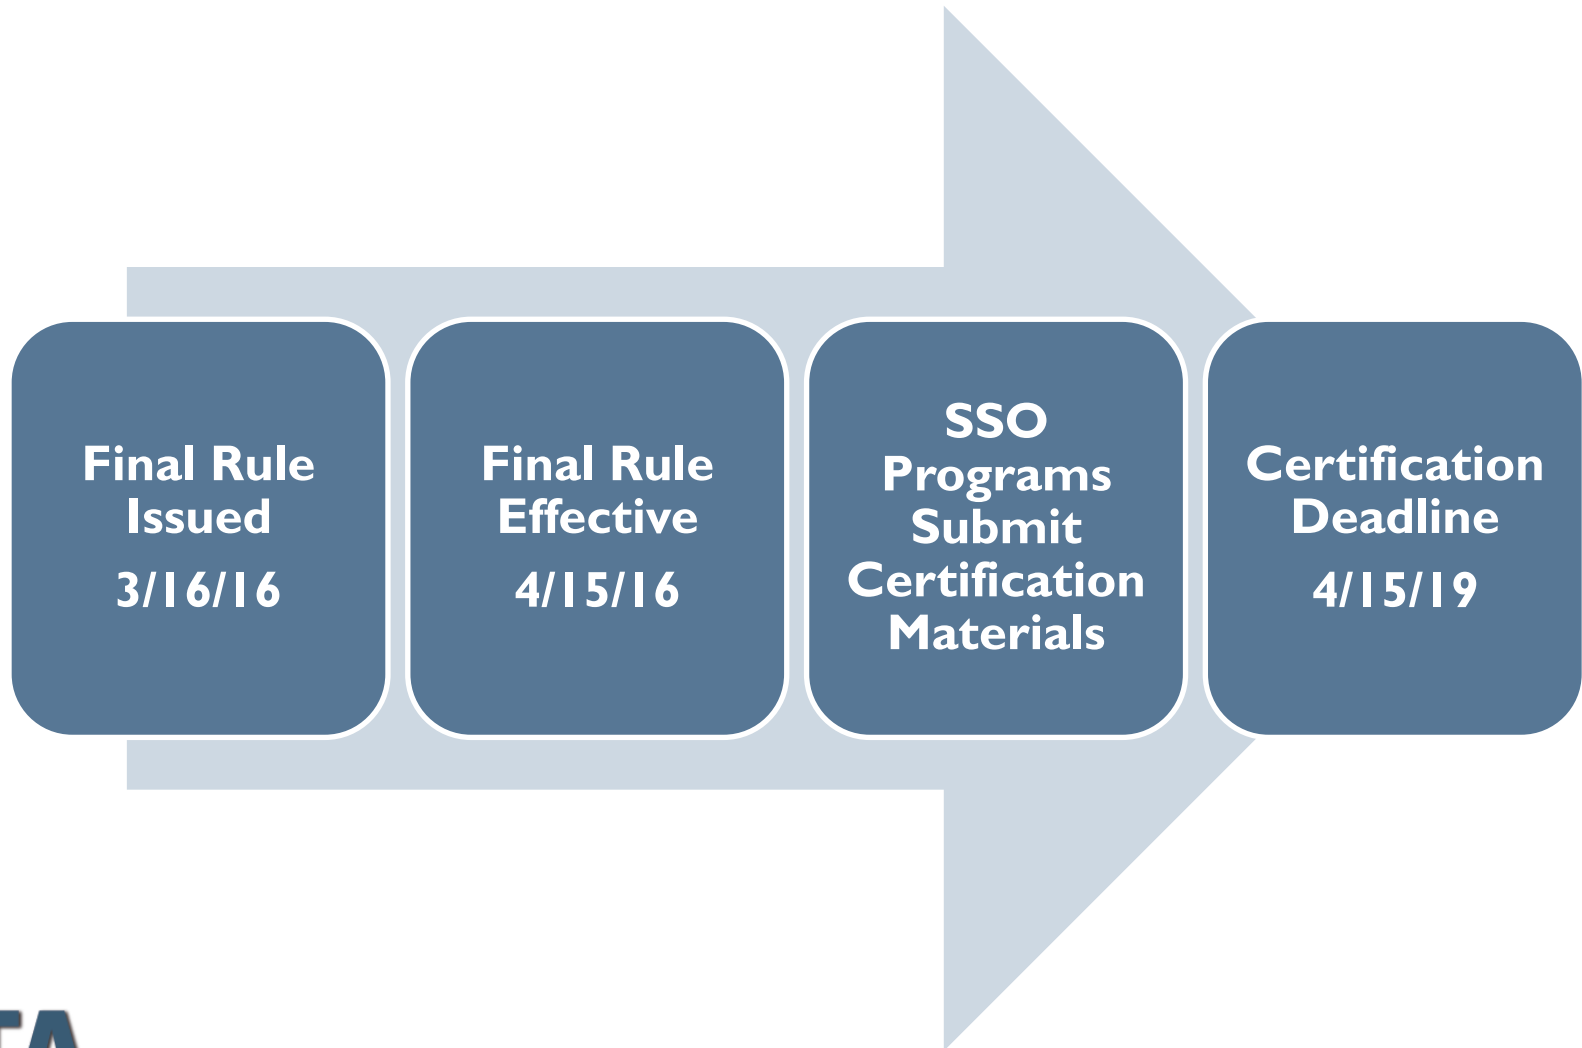 Final Rule
Issued
3/16/16
Final Rule
Effective
4/15/16
SSO
Programs
Submit
Certification
Materials
Certification
Deadline
4/15/19
TA